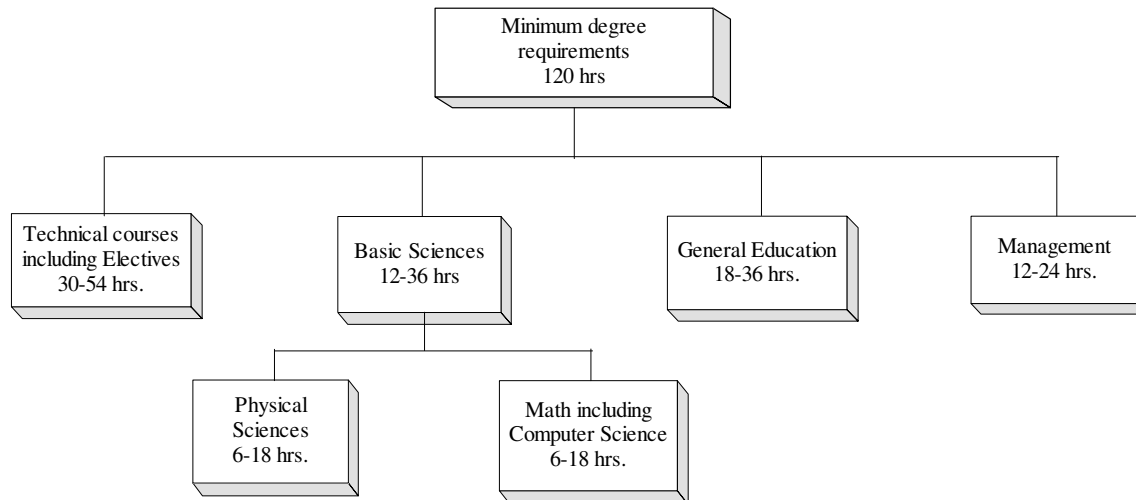 Minimum degree
requirements
120 hrs
Technical courses
including Electives
30-54 hrs.
Basic Sciences
12-36 hrs
General Education
18-36 hrs.
Management
12-24 hrs.
Physical
Sciences
6-18 hrs.
Math including
Computer Science
6-18 hrs.